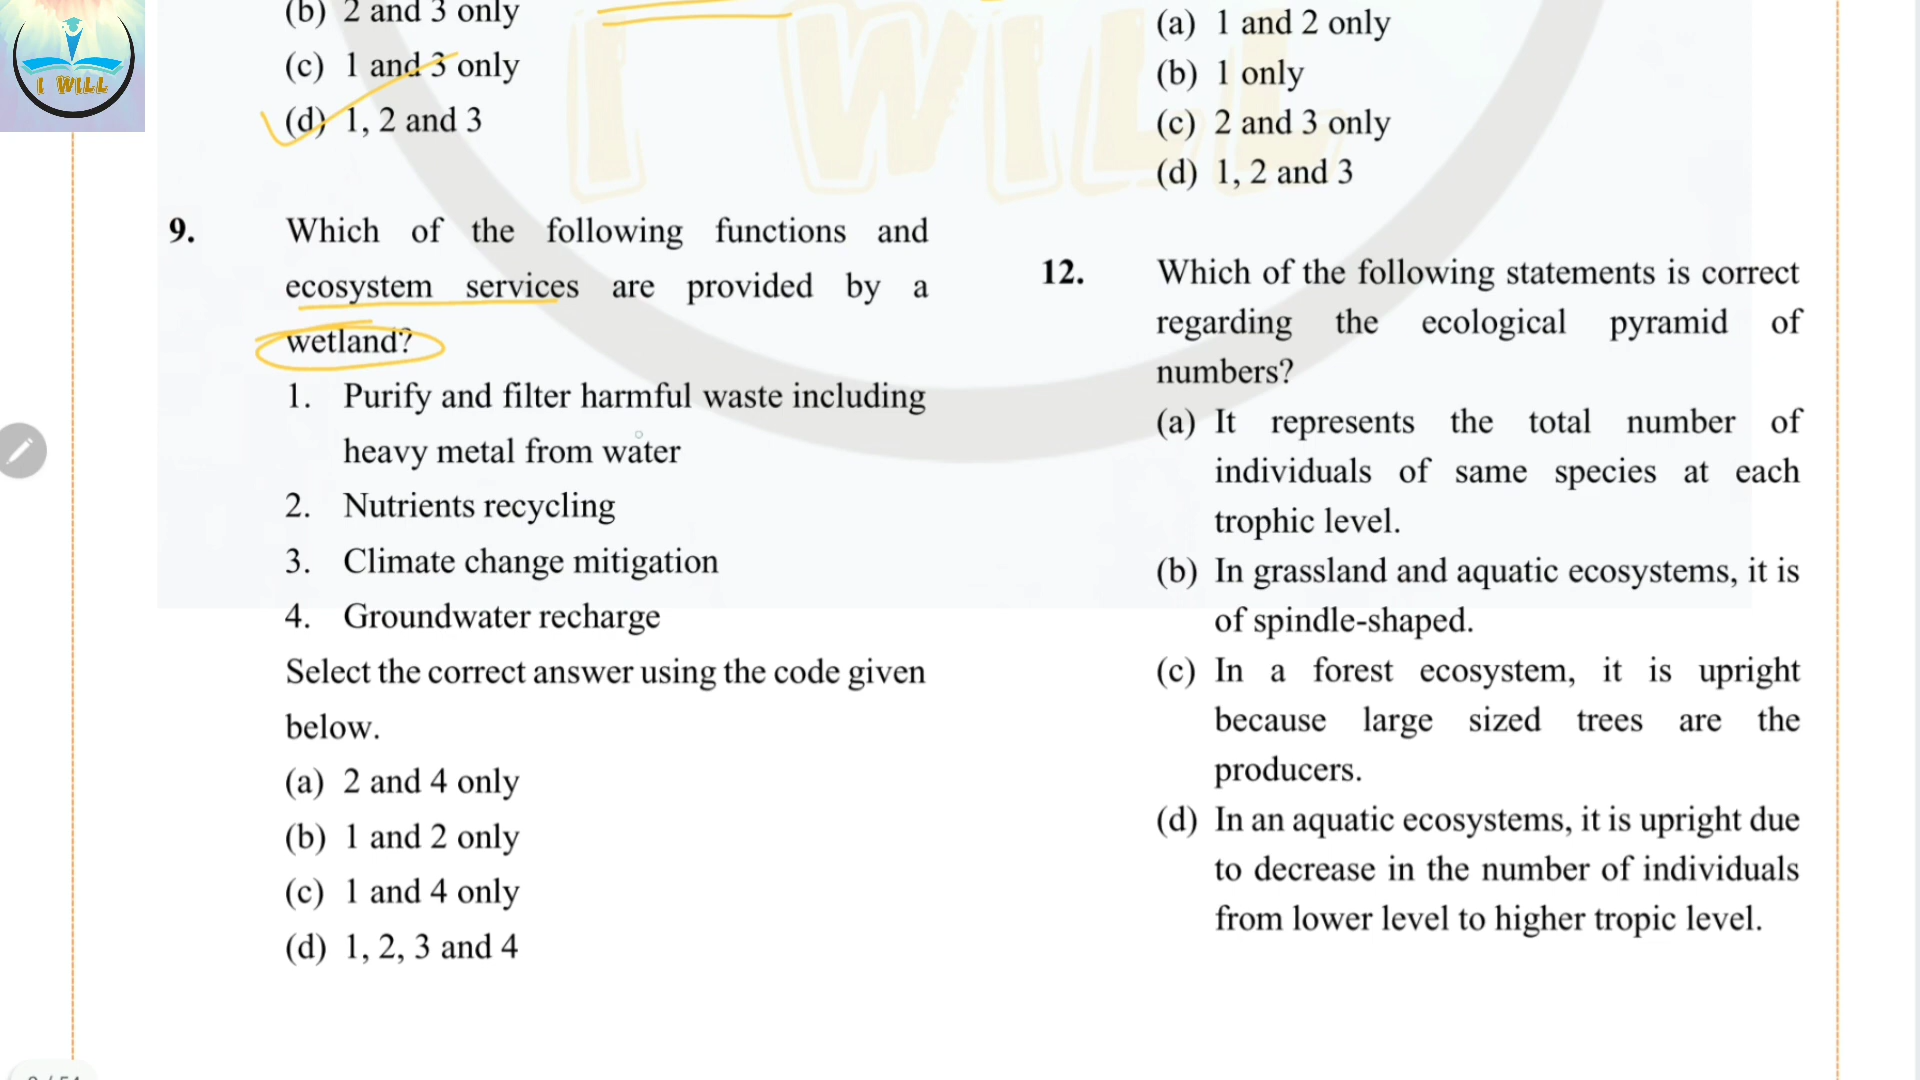 I WILL
(b) 2 and 3 only
(c) 1 and 3 only
(d) 1, 2 and 3
9. Which of the following functions and
ecosystem services are provided by a
wetland?
1. Purify and filter harmful waste including
heavy metal from water
2. Nutrients recycling
3. Climate change mitigation
4. Groundwater recharge
Select the correct answer using the code given
below.
(a) 2 and 4 only
(b) 1 and 2 only
(c) 1 and 4 only
(d) 1, 2, 3 and 4
(a) 1 and 2 only
(b) 1 only
(c) 2 and 3 only
(d) 1, 2 and 3
12. Which of the following statements is correct
regarding the ecological pyramid of
numbers?
(a) It represents the total number of
individuals of same species at each
trophic level.
(b) In grassland and aquatic ecosystems, it is
of spindle-shaped.
(c) In a forest ecosystem, it is upright
because large sized trees are the
producers.
(d) In an aquatic ecosystems, it is upright due
to decrease in the number of individuals
from lower level to higher tropic level.
I WILL